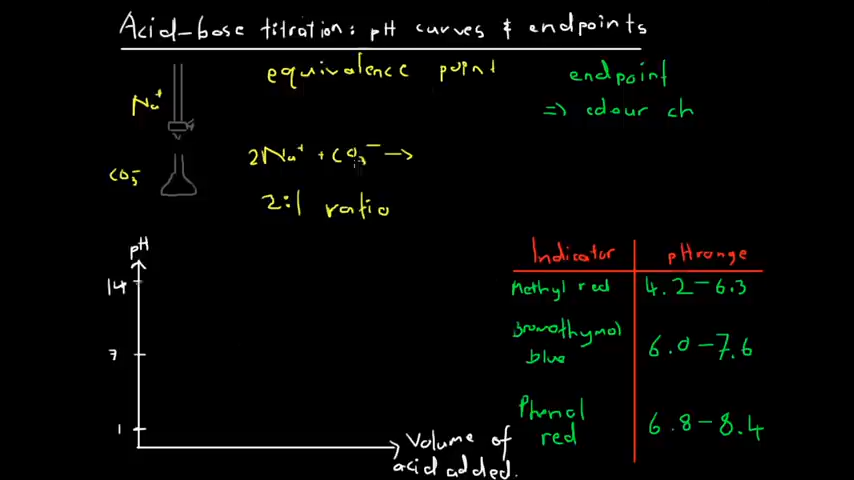 Acid-base titration: pH curves & endpoints
equivalence point
endpoint
Na⁺
=> colour ch
CO₃⁻
2Na⁺ + CO₃⁻ →
2:1 ratio
pH
14
7
1
Volume of
acid added.
Indicator pH range
Methyl red 4.2-6.3
Bromothymol
blue 6.0-7.6
Phenol
red 6.8-8.4